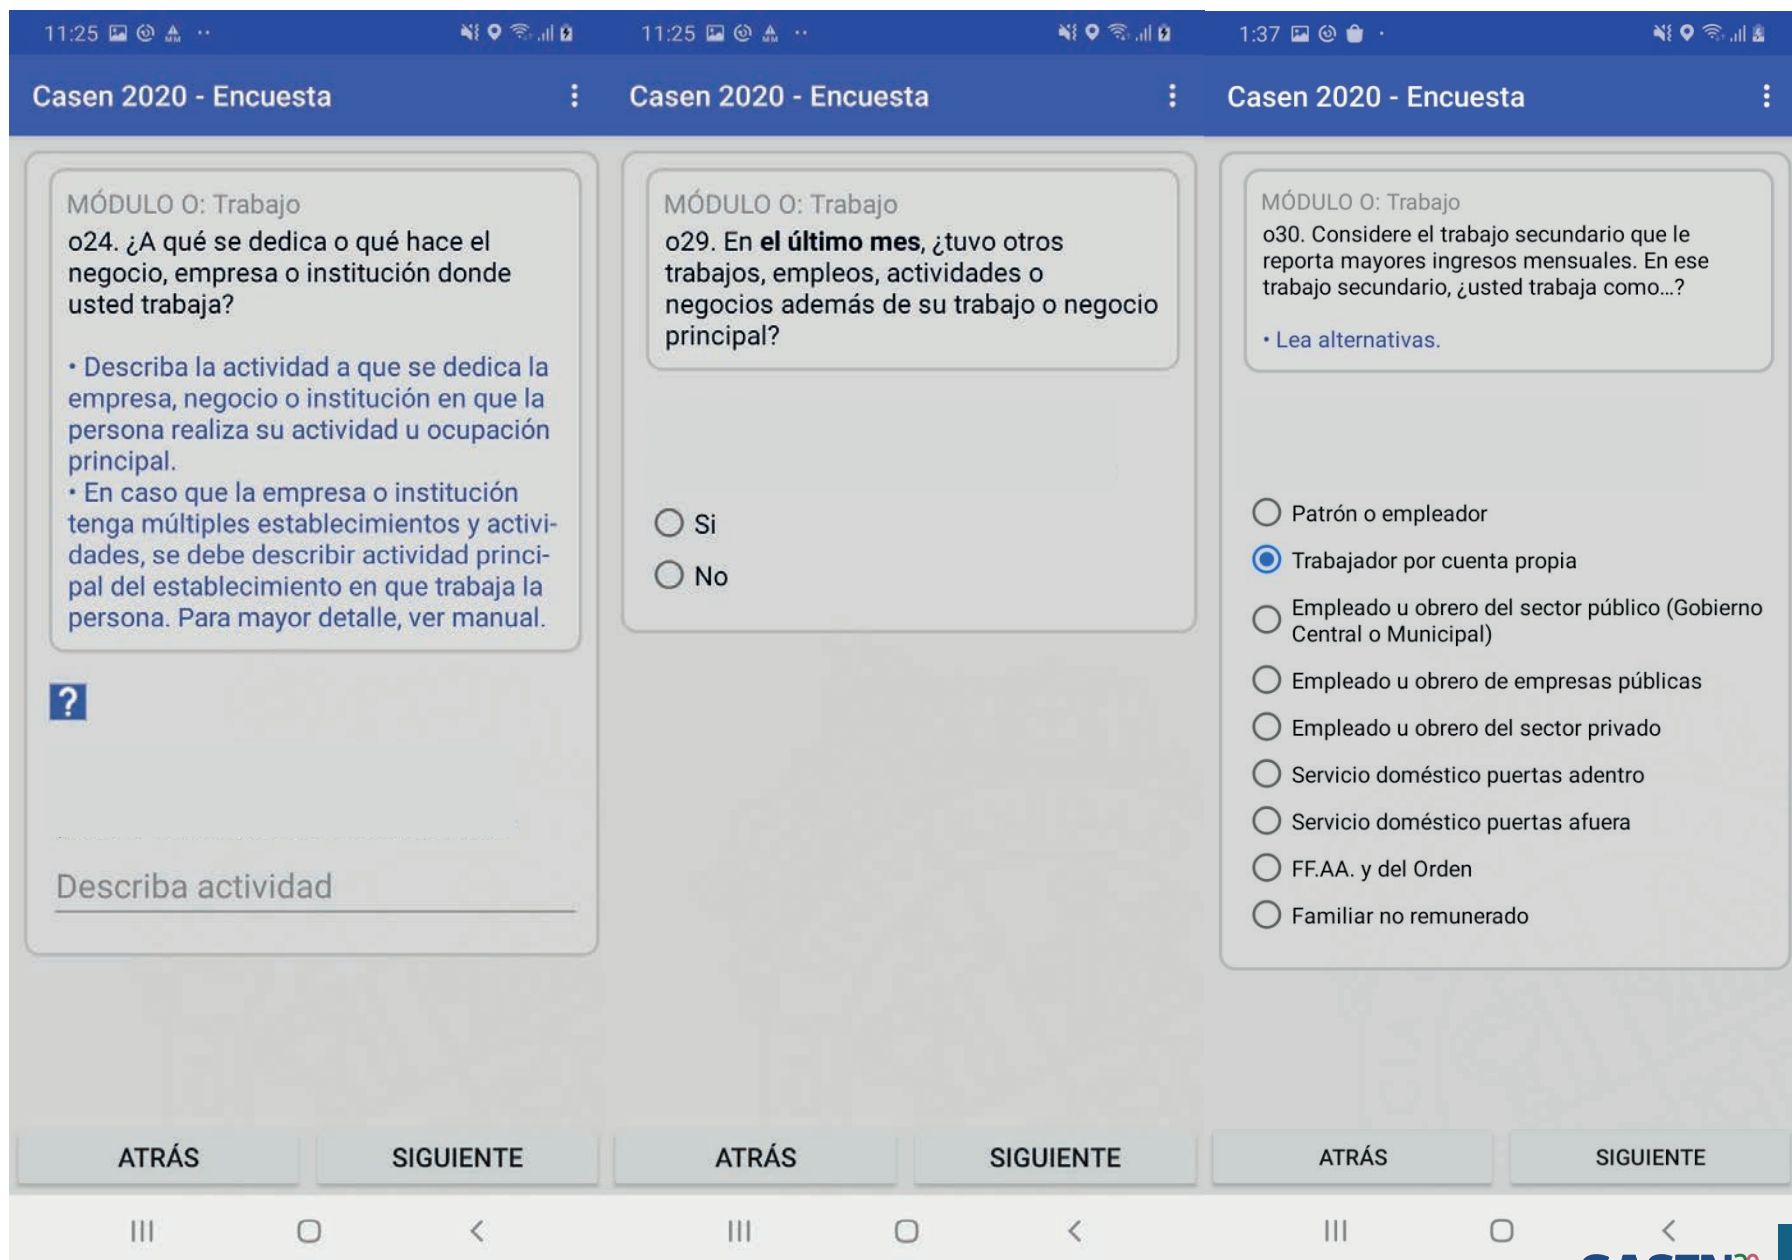 11:25
Casen 2020 - Encuesta
MÓDULO O: Trabajo
o24. ¿A qué se dedica o qué hace el
negocio, empresa o institución donde
usted trabaja?
• Describa la actividad a que se dedica la
empresa, negocio o institución en que la
persona realiza su actividad u ocupación
principal.
• En caso que la empresa o institución
tenga múltiples establecimientos y activi-
dades, se debe describir actividad princi-
pal del establecimiento en que trabaja la
persona. Para mayor detalle, ver manual.
?
Describa actividad
ATRÁS
SIGUIENTE
11:25
Casen 2020 - Encuesta
MÓDULO O: Trabajo
o29. En el último mes, ¿tuvo otros
trabajos, empleos, actividades o
negocios además de su trabajo o negocio
principal?
Si
No
ATRÁS
SIGUIENTE
1:37
Casen 2020 - Encuesta
MÓDULO O: Trabajo
o30. Considere el trabajo secundario que le
reporta mayores ingresos mensuales. En ese
trabajo secundario, ¿usted trabaja como...?
• Lea alternativas.
Patrón o empleador
Trabajador por cuenta propia
Empleado u obrero del sector público (Gobierno
Central o Municipal)
Empleado u obrero de empresas públicas
Empleado u obrero del sector privado
Servicio doméstico puertas adentro
Servicio doméstico puertas afuera
FF.AA. y del Orden
Familiar no remunerado
ATRÁS
SIGUIENTE